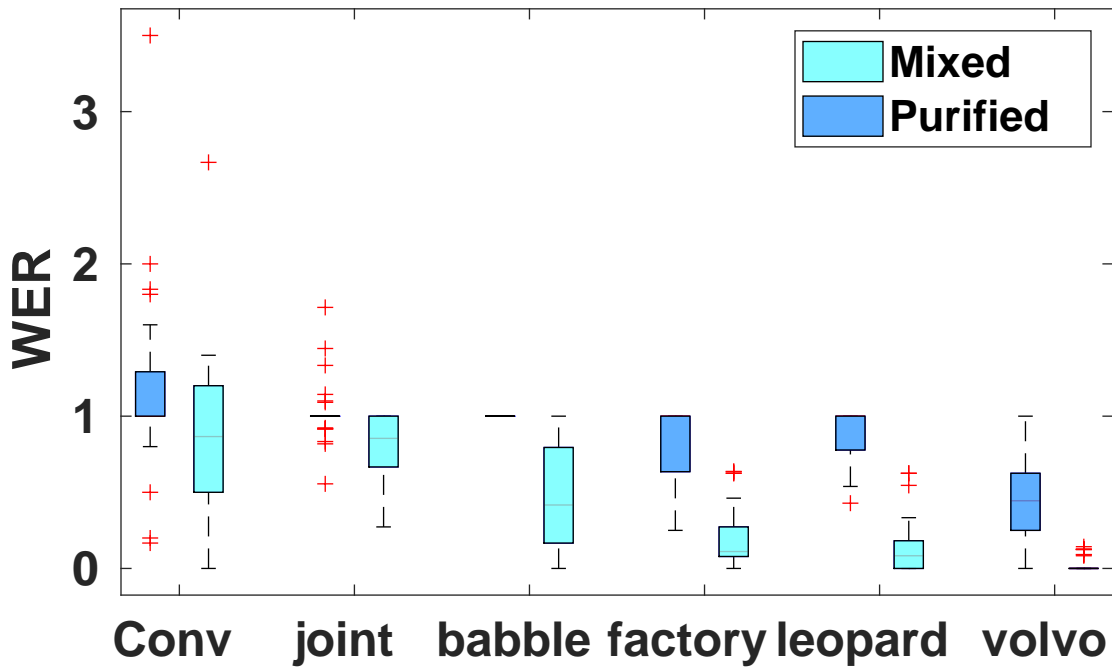 Mixed
Purified
WER
3
2
1
0
Conv joint babble factory leopard volvo